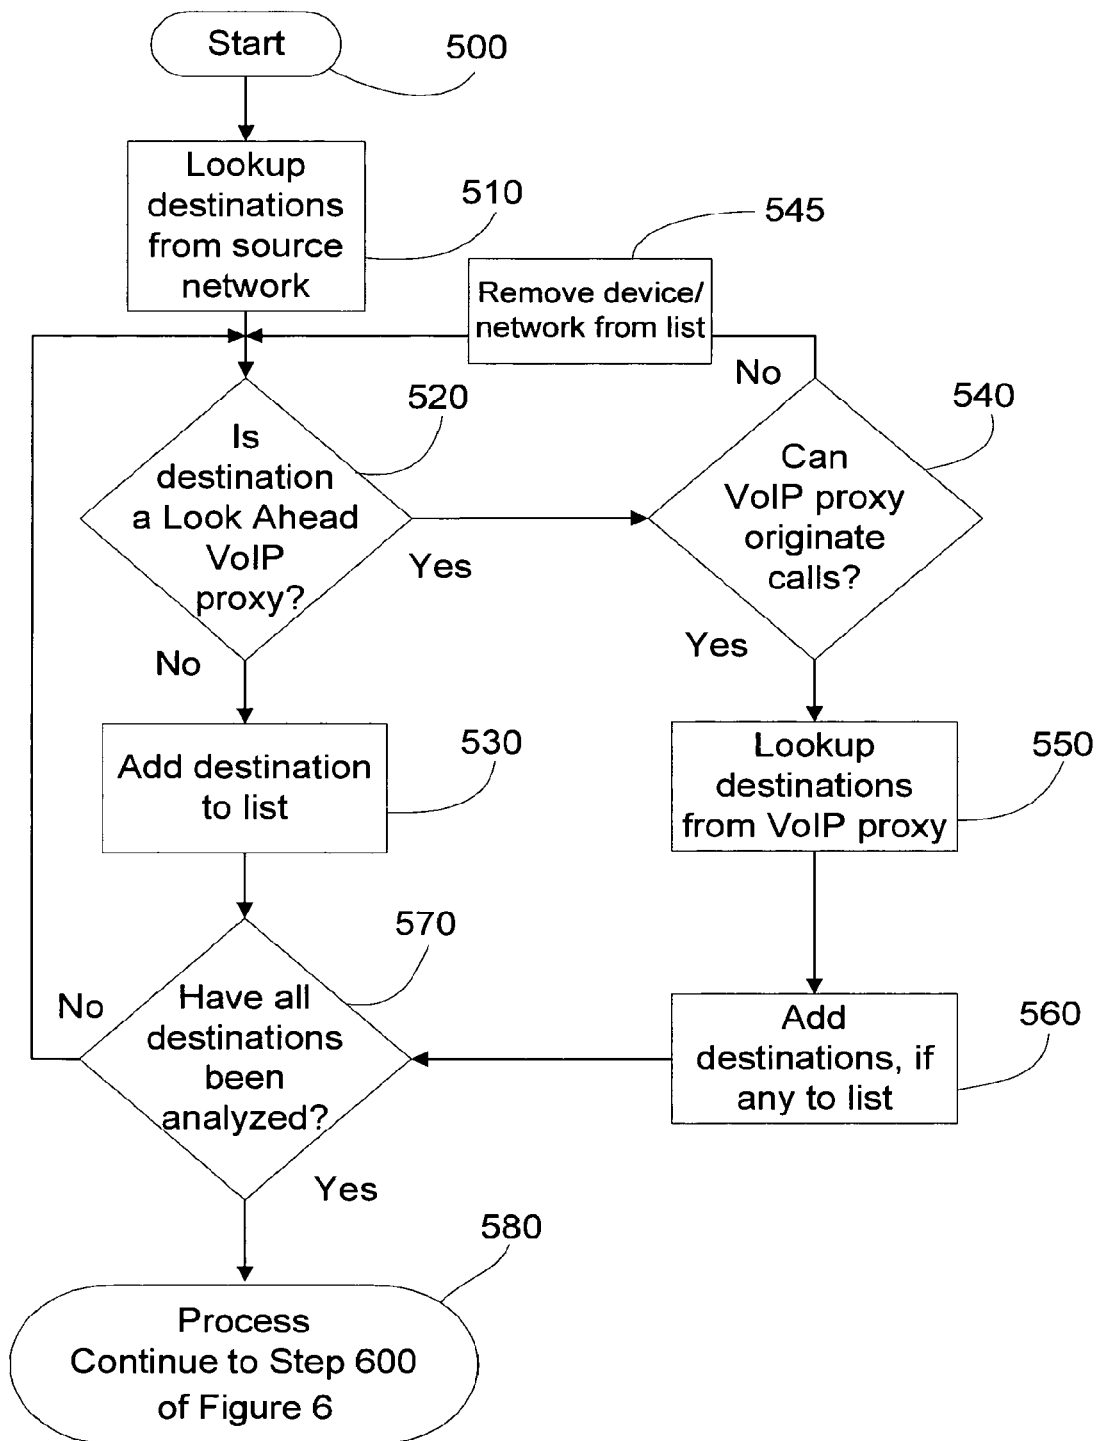 Start
500
Lookup
destinations
from source
network
510
545
Remove device/
network from list
No
520
540
Is
destination
a Look Ahead
VoIP
proxy?
Yes
Can
VoIP proxy
originate
calls?
No
Yes
530
Add destination
to list
Lookup
destinations
from VoIP proxy
550
570
No
Have all
destinations
been
analyzed?
Add
destinations, if
any to list
560
Yes
580
Process
Continue to Step 600
of Figure 6